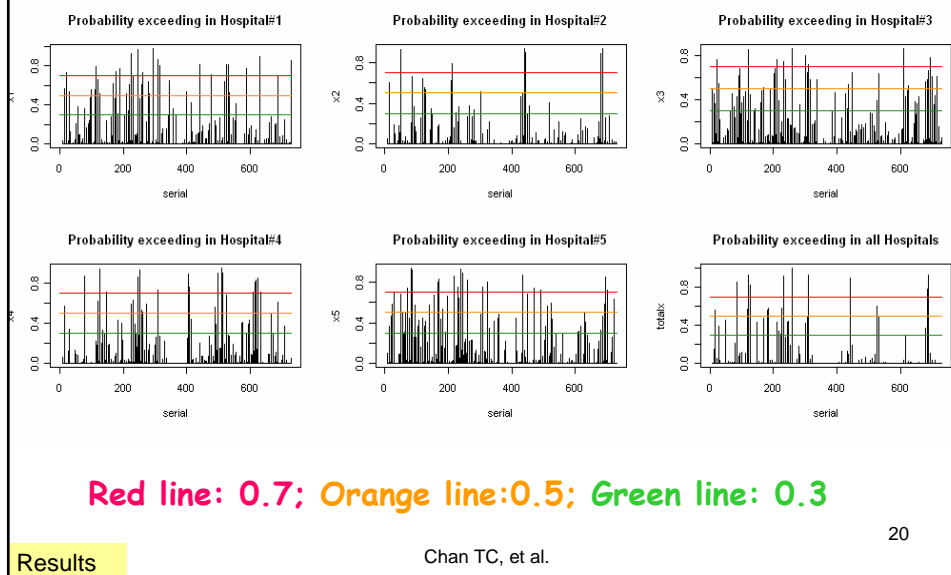 Probability exceeding in Hospital#1
x1
0.0 0.4 0.8
0 200 400 600
serial
Probability exceeding in Hospital#2
x2
0.0 0.4 0.8
0 200 400 600
serial
Probability exceeding in Hospital#3
x3
0.0 0.4 0.8
0 200 400 600
serial
Probability exceeding in Hospital#4
x4
0.0 0.4 0.8
0 200 400 600
serial
Probability exceeding in Hospital#5
x5
0.0 0.4 0.8
0 200 400 600
serial
Probability exceeding in all Hospitals
totalx
0.0 0.4 0.8
0 200 400 600
serial
Red line: 0.7; Orange line:0.5; Green line: 0.3
20
Results
Chan TC, et al.